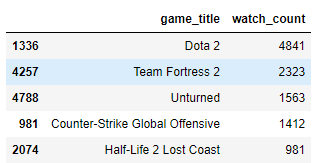 game_title watch_count
1336 Dota 2 4841
4257 Team Fortress 2 2323
4788 Unturned 1563
981 Counter-Strike Global Offensive 1412
2074 Half-Life 2 Lost Coast 981